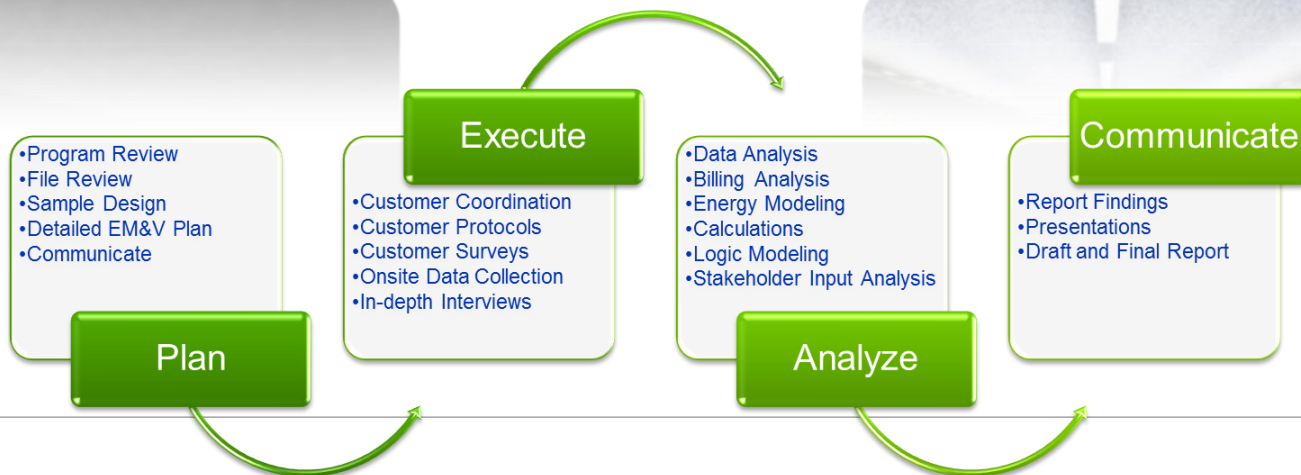 •Program Review
•File Review
•Sample Design
•Detailed EM&V Plan
•Communicate
Plan
Execute
•Customer Coordination
•Customer Protocols
•Customer Surveys
•Onsite Data Collection
•In-depth Interviews
•Data Analysis
•Billing Analysis
•Energy Modeling
•Calculations
•Logic Modeling
•Stakeholder Input Analysis
Analyze
Communicate
•Report Findings
•Presentations
•Draft and Final Report